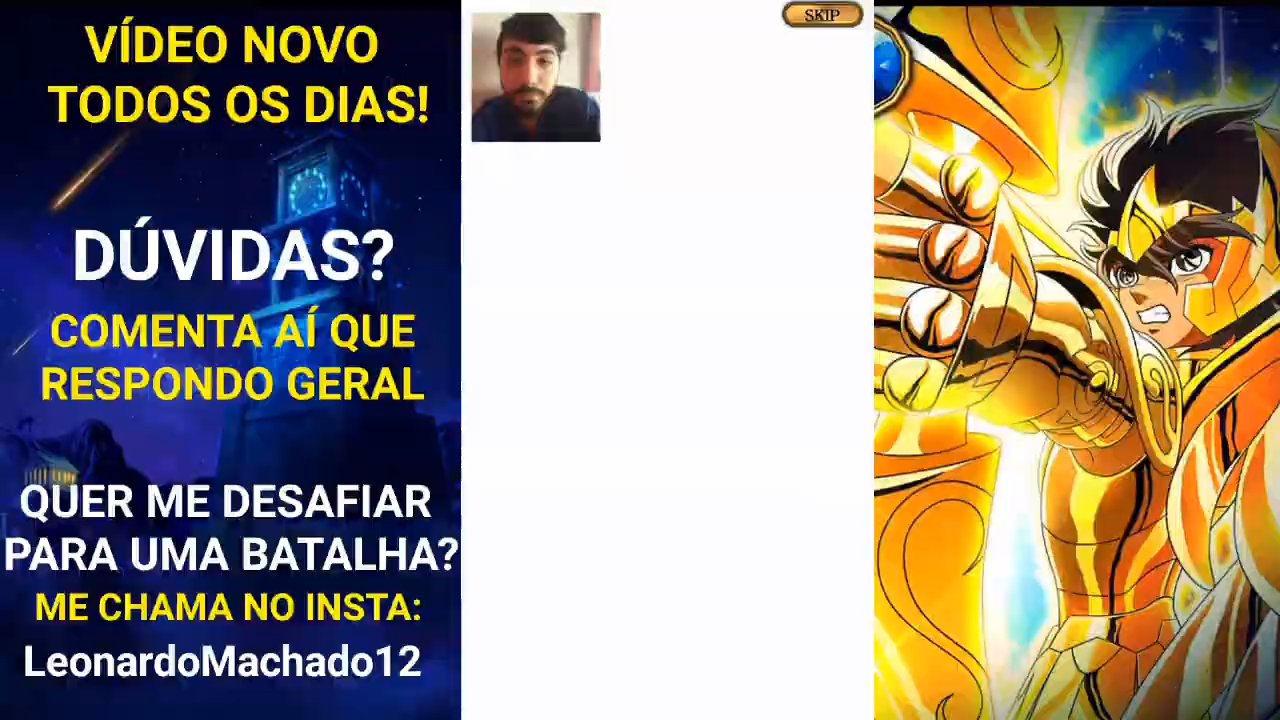 VÍDEO NOVO
TODOS OS DIAS!
DÚVIDAS?
COMENTA AÍ QUE
RESPONDO GERAL
QUER ME DESAFIAR
PARA UMA BATALHA?
ME CHAMA NO INSTA:
LeonardoMachado12
SKIP